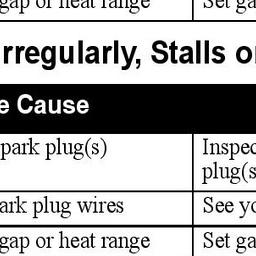 gap or heat range Set ga
rregularly, Stalls o
e Cause
park plug(s) Inspec
plug(s
ark plug wires See yo
gap or heat range Set ga